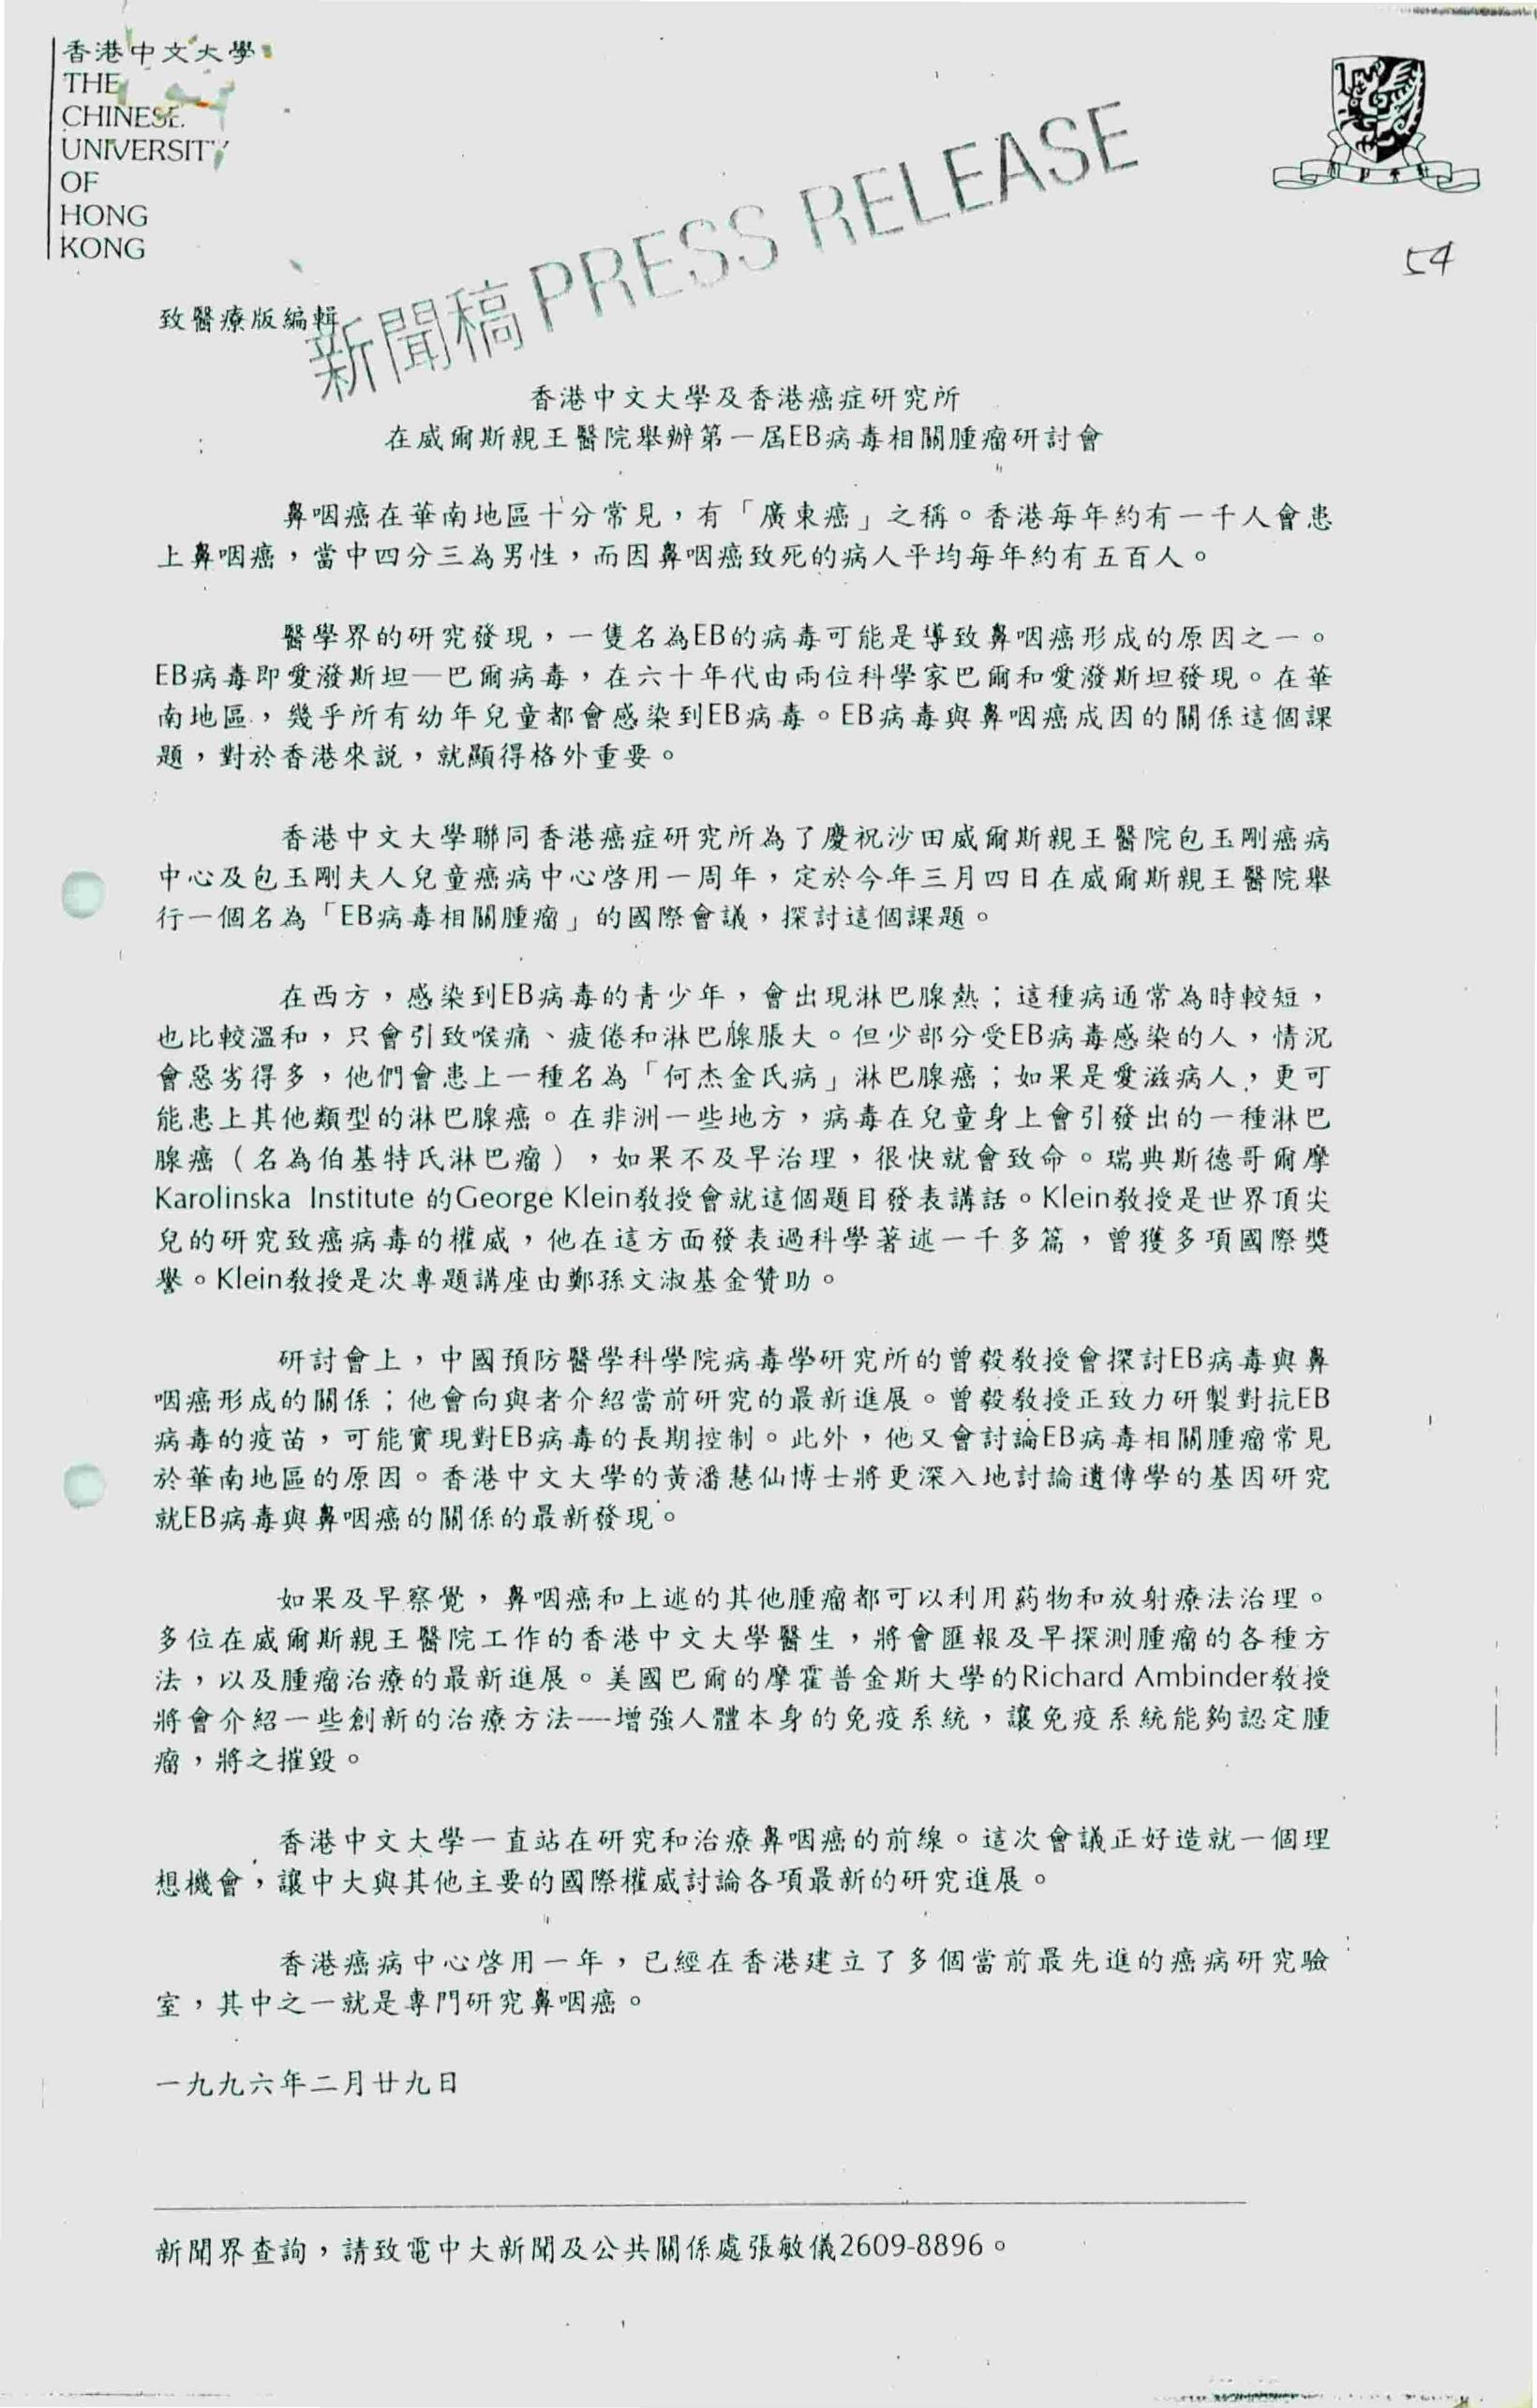 香港中文大學
THE
CHINESE
UNIVERSITY
OF
HONG
KONG
新聞稿 PRESS RELEASE
54
致醫療版編輯
香港中文大學及香港癌症研究所
在威爾斯親王醫院舉辦第一屆EB病毒相關腫瘤研討會
鼻咽癌在華南地區十分常見，有「廣東癌」之稱。香港每年約有一千人會患
上鼻咽癌，當中四分三為男性，而因鼻咽癌致死的病人平均每年約有五百人。
醫學界的研究發現，一隻名為EB的病毒可能是導致鼻咽癌形成的原因之一。
EB病毒即愛潑斯坦—巴爾病毒，在六十年代由兩位科學家巴爾和愛潑斯坦發現。在華
南地區，幾乎所有幼年兒童都會感染到EB病毒。EB病毒與鼻咽癌成因的關係這個課
題，對於香港來説，就顯得格外重要。
香港中文大學聯同香港癌症研究所為了慶祝沙田威爾斯親王醫院包玉剛癌病
中心及包玉剛夫人兒童癌病中心啓用一周年，定於今年三月四日在威爾斯親王醫院舉
行一個名為「EB病毒相關腫瘤」的國際會議，探討這個課題。
在西方，感染到EB病毒的青少年，會出現淋巴腺熱；這種病通常為時較短，
也比較溫和，只會引致喉痛、疲倦和淋巴腺脹大。但少部分受EB病毒感染的人，情況
會惡劣得多，他們會患上一種名為「何杰金氏病」淋巴腺癌；如果是愛滋病人，更可
能患上其他類型的淋巴腺癌。在非洲一些地方，病毒在兒童身上會引發出的一種淋巴
腺癌（名為伯基特氏淋巴瘤），如果不及早治理，很快就會致命。瑞典斯德哥爾摩
Karolinska Institute 的George Klein教授會就這個題目發表講話。Klein教授是世界頂尖
兒的研究致癌病毒的權威，他在這方面發表過科學著述一千多篇，曾獲多項國際獎
譽。Klein教授是次專題講座由鄭孫文淑基金贊助。
研討會上，中國預防醫學科學院病毒學研究所的曾毅教授會探討EB病毒與鼻
咽癌形成的關係；他會向與者介紹當前研究的最新進展。曾毅教授正致力研製對抗EB
病毒的疫苗，可能實現對EB病毒的長期控制。此外，他又會討論EB病毒相關腫瘤常見
於華南地區的原因。香港中文大學的黃潘慧仙博士將更深入地討論遺傳學的基因研究
就EB病毒與鼻咽癌的關係的最新發現。
如果及早察覺，鼻咽癌和上述的其他腫瘤都可以利用葯物和放射療法治理。
多位在威爾斯親王醫院工作的香港中文大學醫生，將會匯報及早探測腫瘤的各種方
法，以及腫瘤治療的最新進展。美國巴爾的摩霍普金斯大學的Richard Ambinder教授
將會介紹一些創新的治療方法──增強人體本身的免疫系統，讓免疫系統能夠認定腫
瘤，將之摧毀。
香港中文大學一直站在研究和治療鼻咽癌的前線。這次會議正好造就一個理
想機會，讓中大與其他主要的國際權威討論各項最新的研究進展。
香港癌病中心啓用一年，已經在香港建立了多個當前最先進的癌病研究驗
室，其中之一就是專門研究鼻咽癌。
一九九六年二月廿九日
新聞界查詢，請致電中大新聞及公共關係處張敏儀2609-8896。